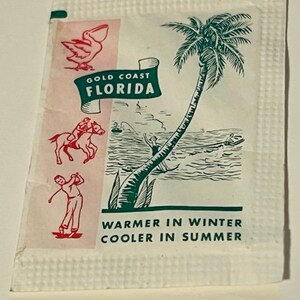 GOLD COAST
FLORIDA
WARMER IN WINTER
COOLER IN SUMMER